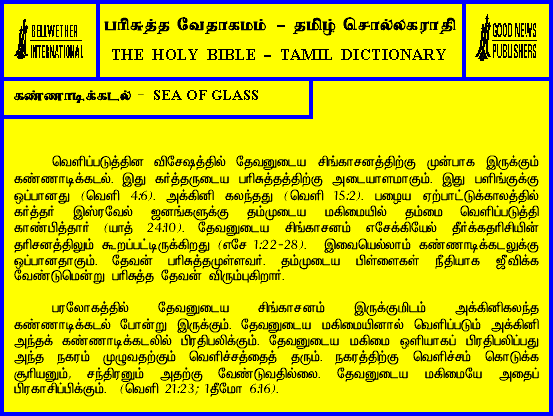 BELLWETHER
INTERNATIONAL
பரிசுத்த வேதாகமம் - தமிழ் சொல்லகராதி
THE HOLY BIBLE - TAMIL DICTIONARY
GOOD NEWS
PUBLISHERS
கண்ணாடிக்கடல் - SEA OF GLASS
வெளிப்படுத்தின விசேஷத்தில் தேவனுடைய சிங்காசனத்திற்கு முன்பாக இருக்கும்
கண்ணாடிக்கடல். இது கர்த்தருடைய பரிசுத்தத்திற்கு அடையாளமாகும். இது பளிங்குக்கு
ஒப்பானது (வெளி 4:6). அக்கினி கலந்தது (வெளி 15:2). பழைய ஏற்பாட்டுக்காலத்தில்
கர்த்தர் இஸ்ரவேல் ஜனங்களுக்கு தம்முடைய மகிமையில் தம்மை வெளிப்படுத்தி
காண்பித்தார் (யாத் 24:10). தேவனுடைய சிங்காசனம் எசேக்கியேல் தீர்க்கதரிசியின்
தரிசனத்திலும் கூறப்பட்டிருக்கிறது (எசே 1:22-28). இவையெல்லாம் கண்ணாடிக்கடலுக்கு
ஒப்பானதாகும். தேவன் பரிசுத்தமுள்ளவர். தம்முடைய பிள்ளைகள் நீதியாக ஜீவிக்க
வேண்டுமென்று பரிசுத்த தேவன் விரும்புகிறார்.
பரலோகத்தில் தேவனுடைய சிங்காசனம் இருக்குமிடம் அக்கினிகலந்த
கண்ணாடிக்கடல் போன்று இருக்கும். தேவனுடைய மகிமையினால் வெளிப்படும் அக்கினி
அந்தக் கண்ணாடிக்கடலில் பிரதிபலிக்கும். தேவனுடைய மகிமை ஒளியாகப் பிரதிபலிப்பது
அந்த நகரம் முழுவதற்கும் வெளிச்சத்தைத் தரும். நகரத்திற்கு வெளிச்சம் கொடுக்க
சூரியனும், சந்திரனும் அதற்கு வேண்டுவதில்லை. தேவனுடைய மகிமையே அதைப்
பிரகாசிப்பிக்கும். (வெளி 21:23; 1தீமோ 6:16).